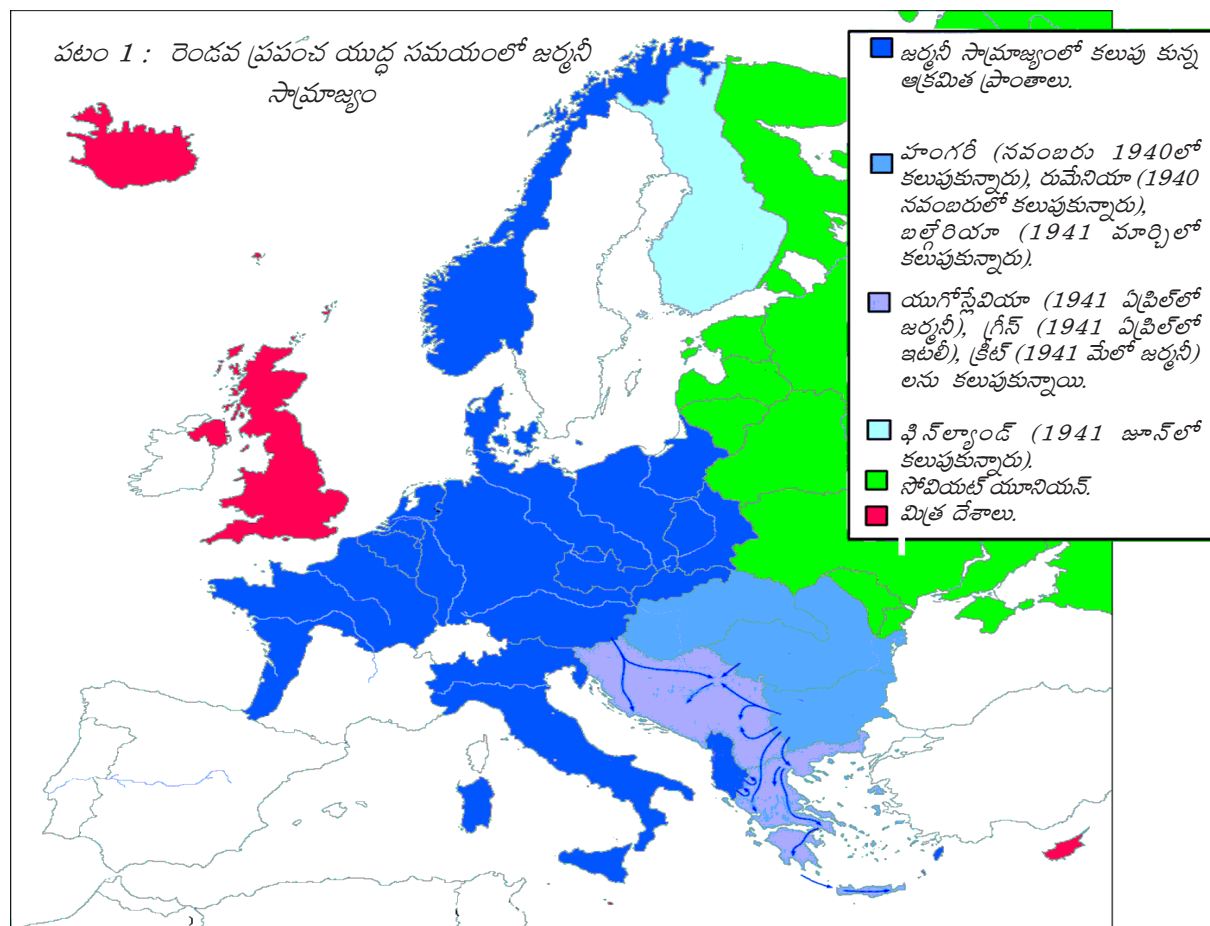 పటం 1 : రెండవ ప్రపంచ యుద్ధ సమయంలో జర్మనీ
సామ్రాజ్యం
జర్మనీ సామ్రాజ్యంలో కలుపు కున్న
ఆక్రమిత ప్రాంతాలు.
హంగరీ (నవంబరు 1940లో
కలుపుకున్నారు), రుమేనియా (1940
నవంబరులో కలుపుకున్నారు),
బల్గేరియా (1941 మార్చిలో
కలుపుకున్నారు).
యుగోస్లేవియా (1941 ఏప్రిల్‌లో
జర్మనీ), గ్రీస్ (1941 ఏప్రిల్‌లో
ఇటలీ), క్రీట్ (1941 మేలో జర్మనీ)
లను కలుపుకున్నాయి.
ఫిన్‌ల్యాండ్ (1941 జూన్‌లో
కలుపుకున్నారు).
సోవియట్ యూనియన్.
మిత్ర దేశాలు.